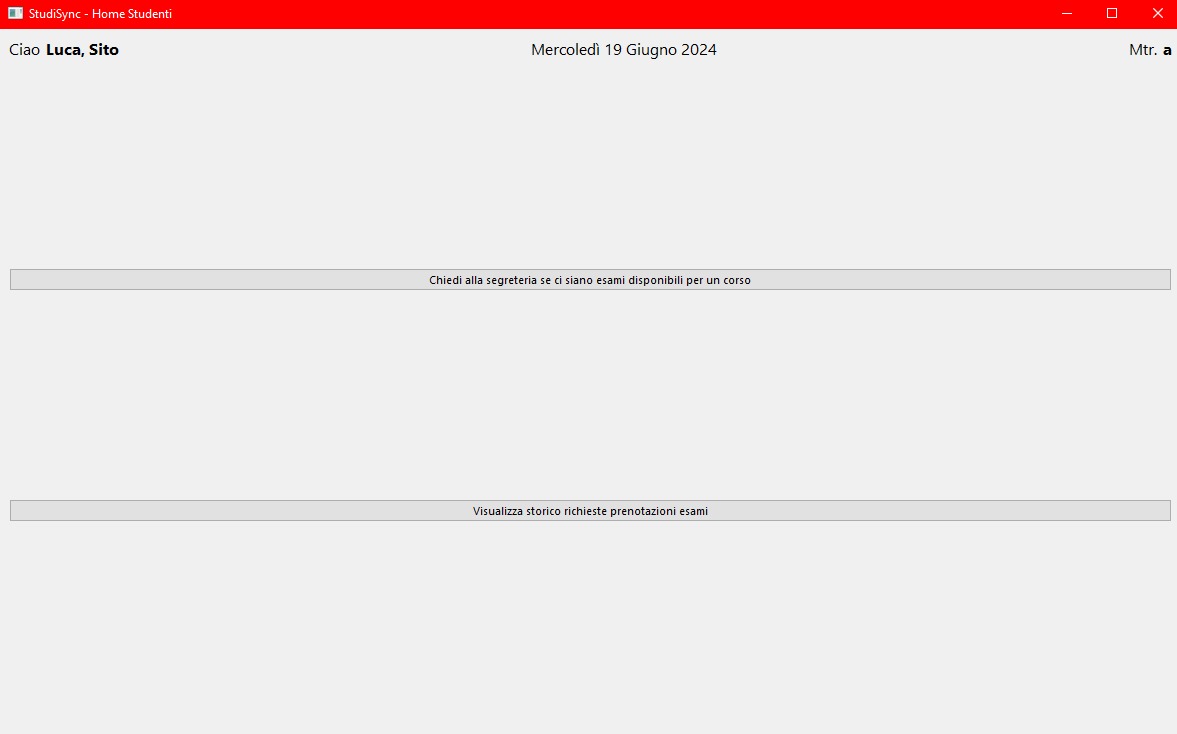 StudiSync - Home Studenti
Ciao Luca, Sito Mercoledì 19 Giugno 2024 Mtr. a
Chiedi alla segreteria se ci siano esami disponibili per un corso
Visualizza storico richieste prenotazioni esami